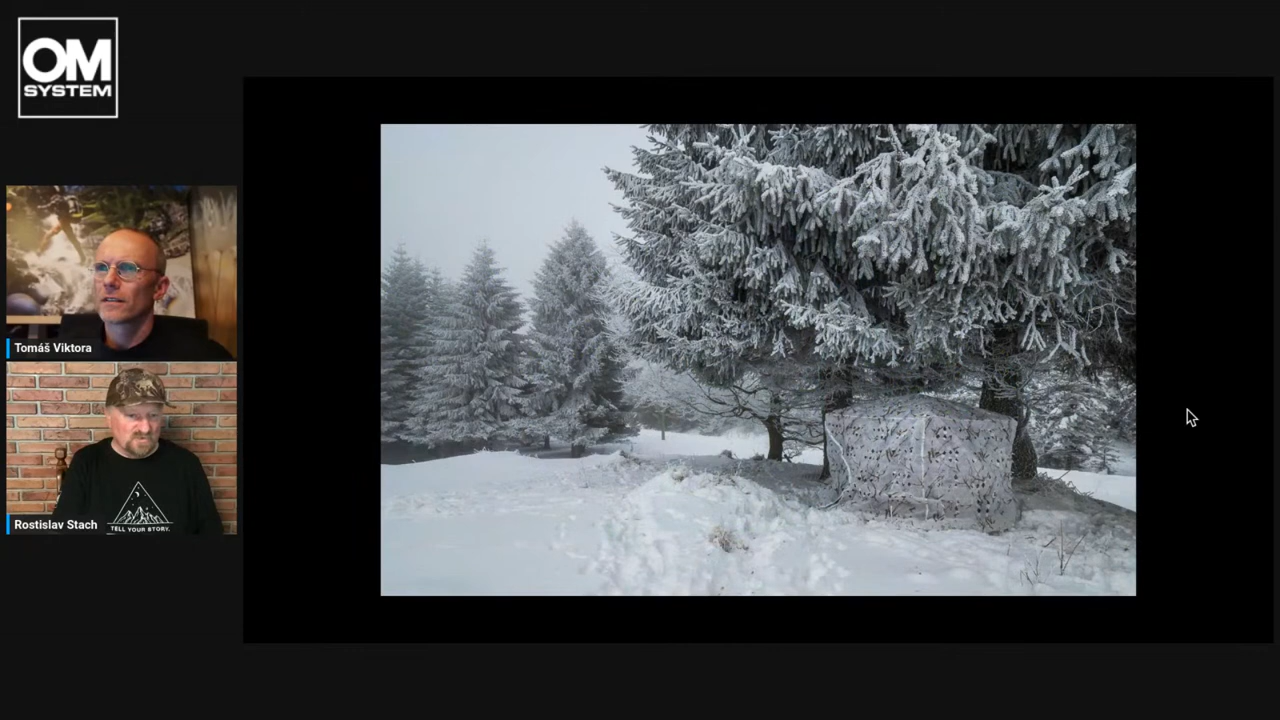 OM
SYSTEM
Tomáš Viktora
TELL YOUR STORY.
Rostislav Stach